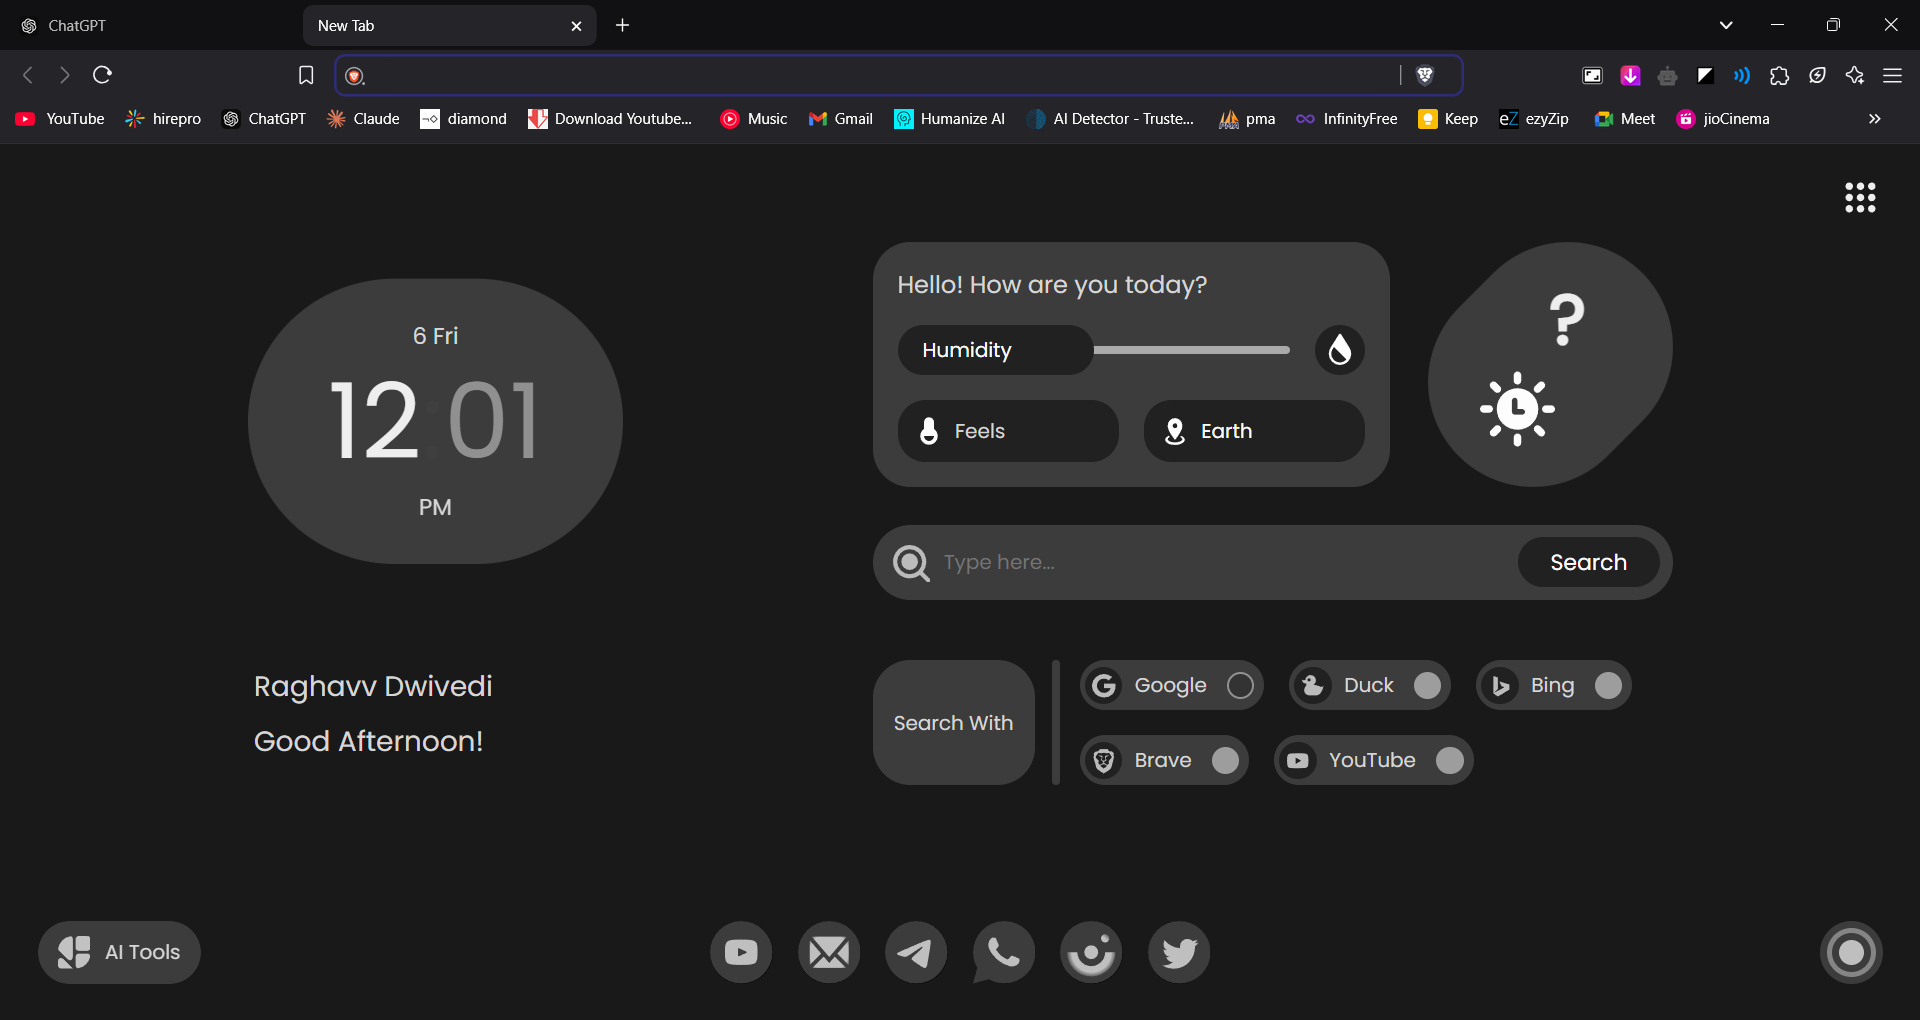 ChatGPT
New Tab
YouTube hirepro ChatGPT Claude diamond Download Youtube... Music Gmail Humanize AI AI Detector - Truste... pma InfinityFree Keep eZ ezyZip Meet jioCinema
6 Fri
12:01
PM
Hello! How are you today?
Humidity
Feels
Earth
Type here...
Search
Raghavv Dwivedi
Good Afternoon!
Search With
Google
Duck
Bing
Brave
YouTube
AI Tools